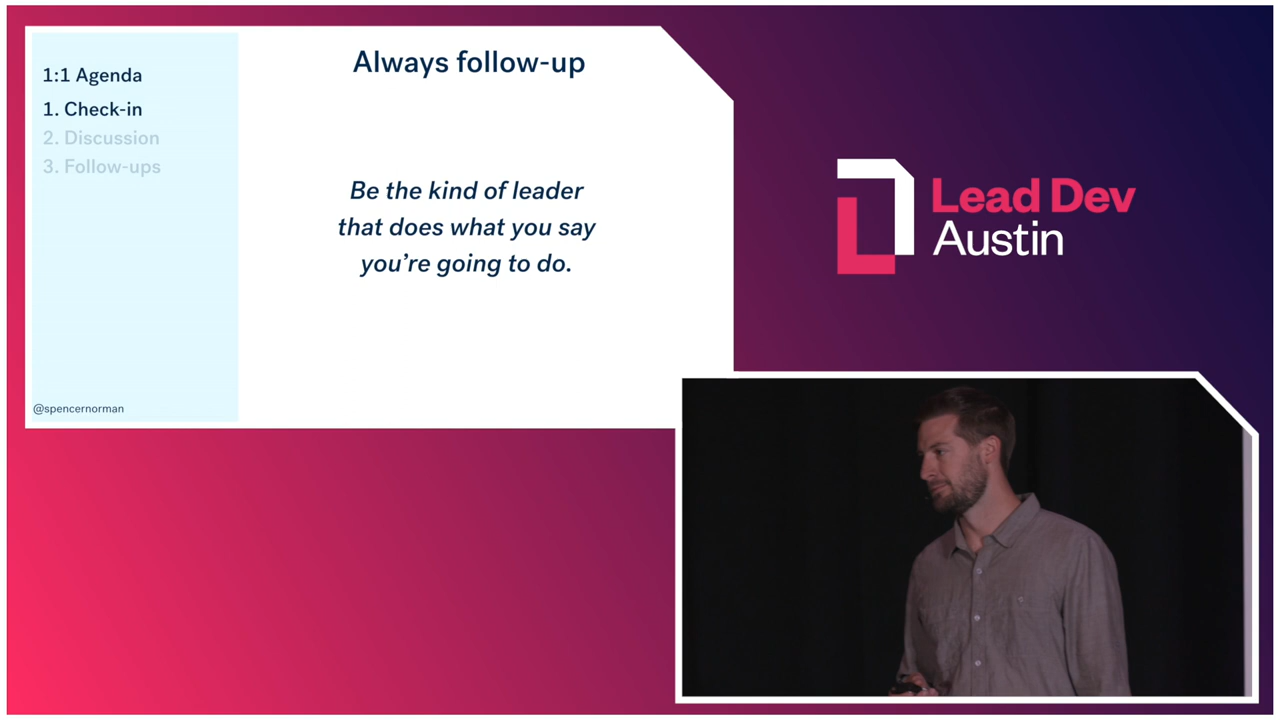 1:1 Agenda
1. Check-in
2. Discussion
3. Follow-ups
@spencernorman
Always follow-up
Be the kind of leader
that does what you say
you're going to do.
Lead Dev
Austin